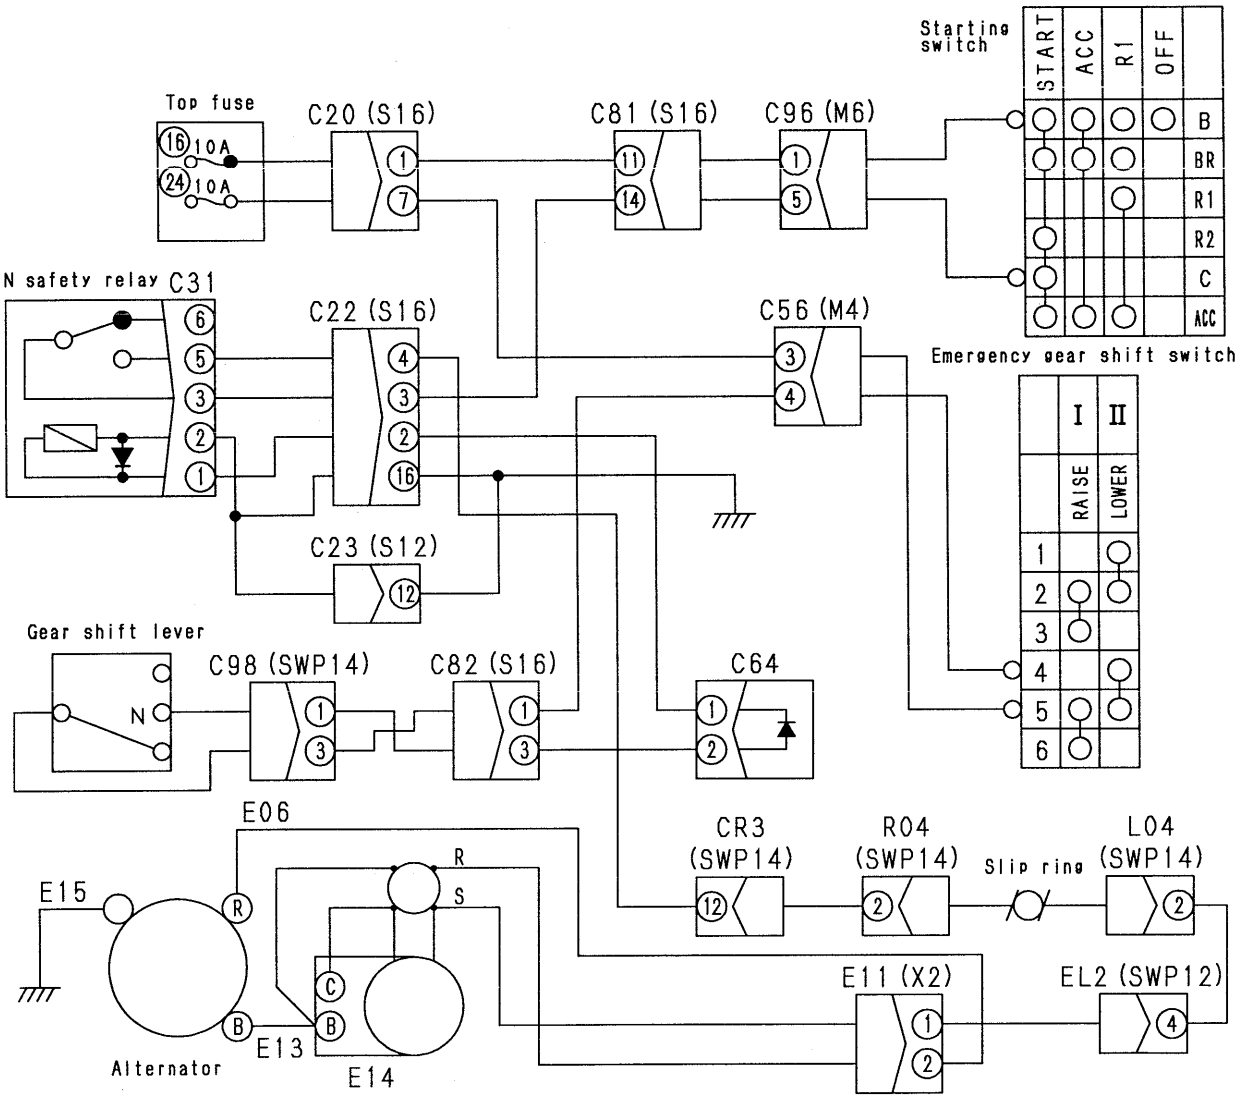 Starting
switch
START
ACC
R1
OFF
B
BR
R1
R2
C
ACC
Top fuse
16
10A
24
10A
C20 (S16)
1
7
C81 (S16)
11
14
C96 (M6)
1
5
N safety relay
C31
6
5
3
2
1
C22 (S16)
4
3
2
16
C56 (M4)
3
4
Emergency gear shift switch
I
II
RAISE
LOWER
1
2
3
4
5
6
C23 (S12)
12
Gear shift lever
N
C98 (SWP14)
1
3
C82 (S16)
1
3
C64
1
2
E06
R
S
E15
R
B
C
B
E13
E14
Alternator
CR3
(SWP14)
12
R04
(SWP14)
2
Slip ring
L04
(SWP14)
2
E11 (X2)
1
2
EL2 (SWP12)
4